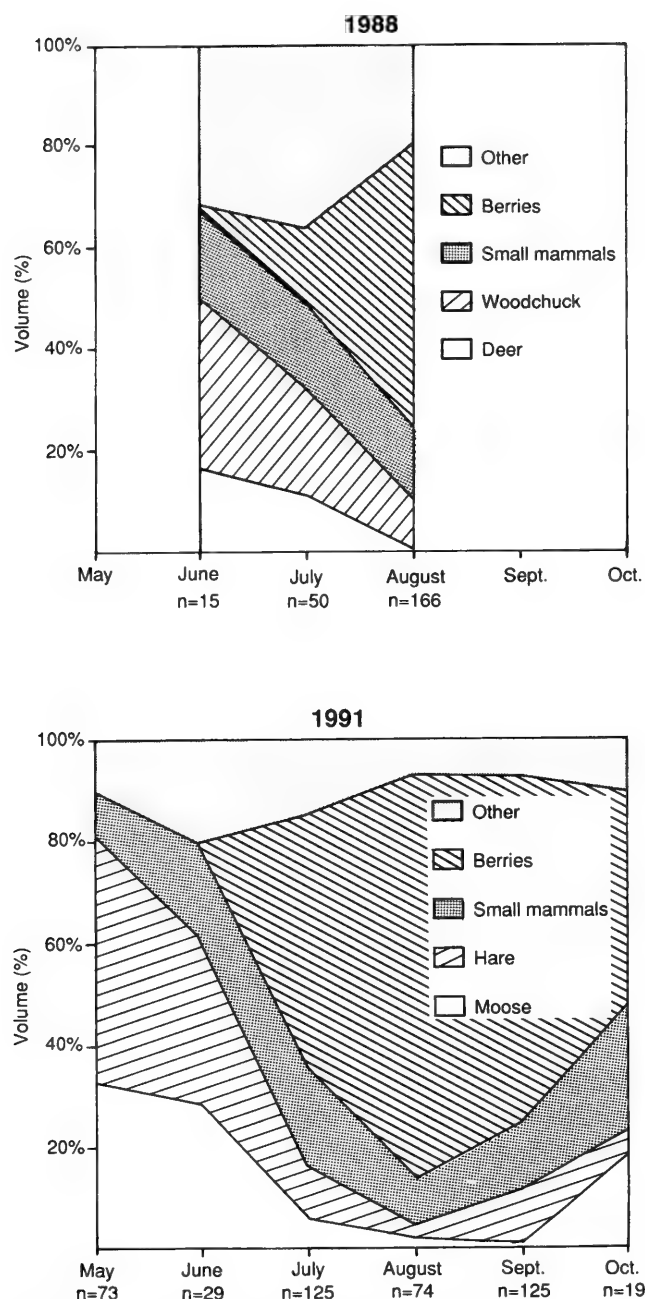 1988
100%
80%
60%
40%
20%
Volume (%)
Other
Berries
Small mammals
Woodchuck
Deer
May June July August Sept. Oct.
n=15 n=50 n=166
1991
100%
80%
60%
40%
20%
Volume (%)
Other
Berries
Small mammals
Hare
Moose
May June July August Sept. Oct.
n=73 n=29 n=125 n=74 n=125 n=19